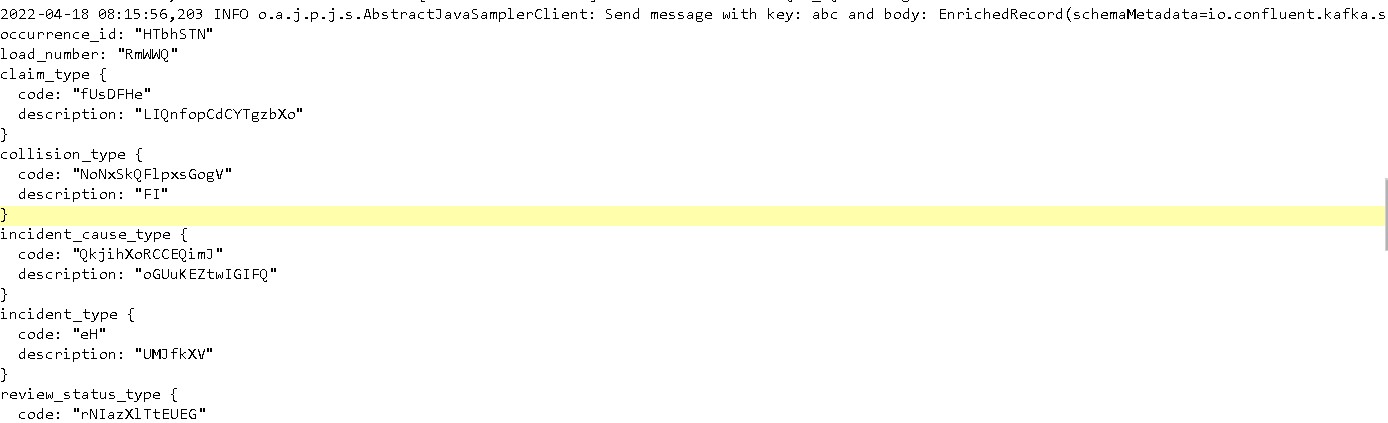 2022-04-18 08:15:56,203 INFO o.a.j.p.j.s.AbstractJavaSamplerClient: Send message with key: abc and body: EnrichedRecord(schemaMetadata=io.confluent.kafka.s
occurrence_id: "HTbhSTN"
load_number: "RmWWQ"
claim_type {
  code: "fUsDFHe"
  description: "LIQnfopCdCYTgzbXo"
}
collision_type {
  code: "NoNxSkQFlpxsGogV"
  description: "FI"
}
incident_cause_type {
  code: "QkjihXoRCCEQimJ"
  description: "oGUuKEZtwIGIFQ"
}
incident_type {
  code: "eH"
  description: "UMJfkXV"
}
review_status_type {
  code: "rNIazXlTtEUEG"